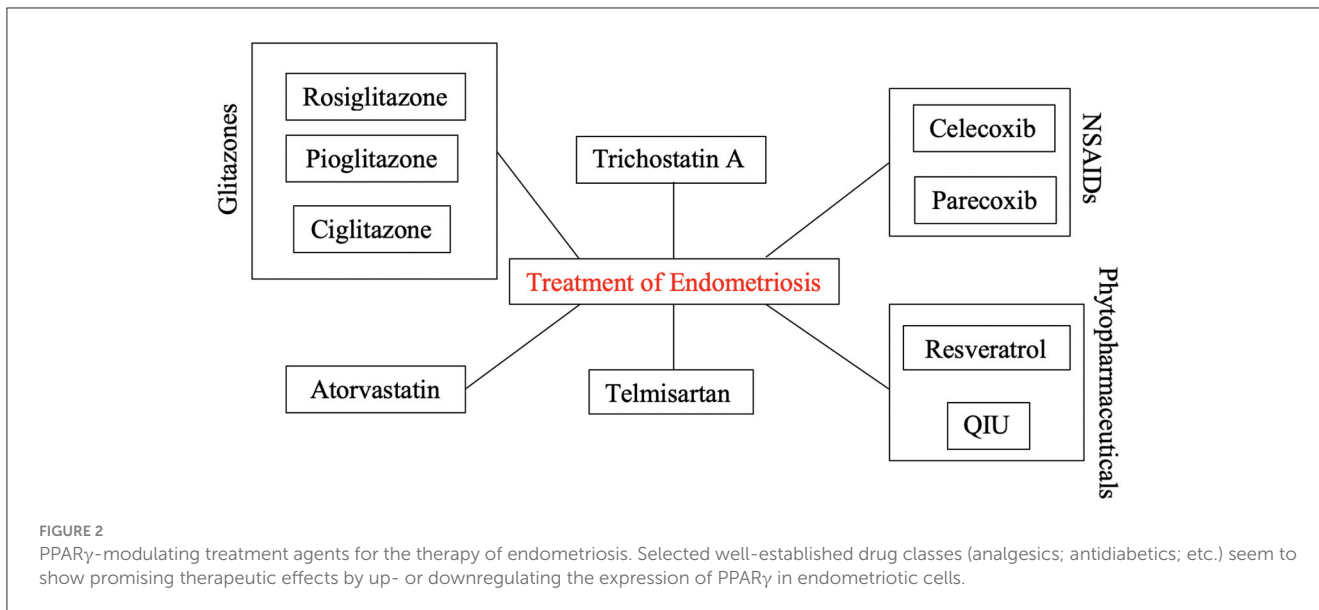 Glitazones
Rosiglitazone
Pioglitazone
Ciglitazone
Trichostatin A
Celecoxib
Parecoxib
NSAIDs
Treatment of Endometriosis
Atorvastatin
Telmisartan
Resveratrol
QIU
Phytopharmaceuticals
FIGURE 2
PPARγ-modulating treatment agents for the therapy of endometriosis. Selected well-established drug classes (analgesics; antidiabetics; etc.) seem to
show promising therapeutic effects by up- or downregulating the expression of PPARγ in endometriotic cells.